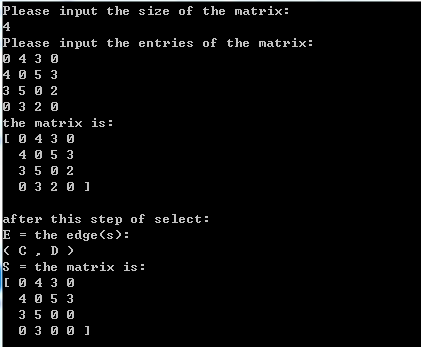 Please input the size of the matrix:
4
Please input the entries of the matrix:
0 4 3 0
4 0 5 3
3 5 0 2
0 3 2 0
the matrix is:
[ 0 4 3 0
4 0 5 3
3 5 0 2
0 3 2 0 ]
after this step of select:
E = the edge(s):
( C , D )
S = the matrix is:
[ 0 4 3 0
4 0 5 3
3 5 0 0
0 3 0 0 ]